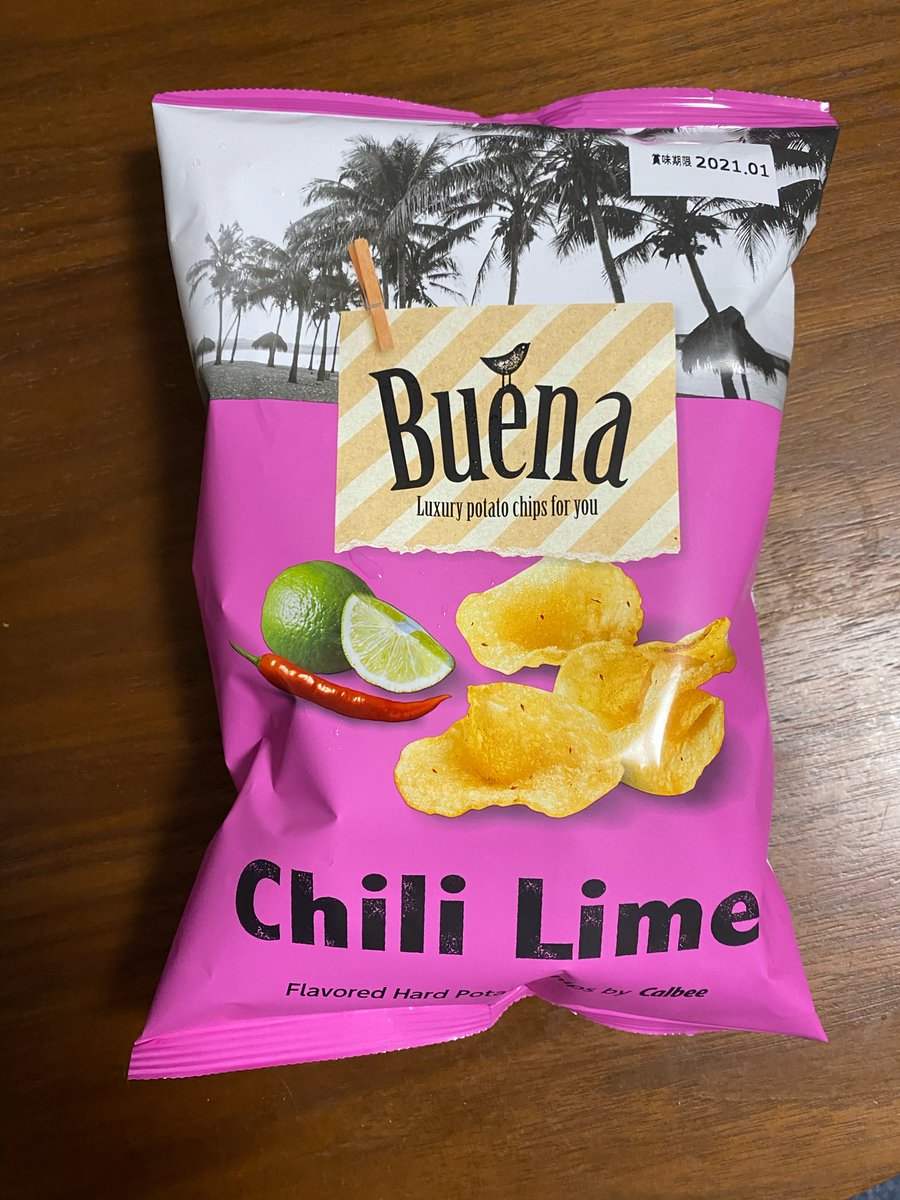 賞味期限 2021.01
Buena
Luxury potato chips for you
Chili Lime
Flavored Hard by Calbee